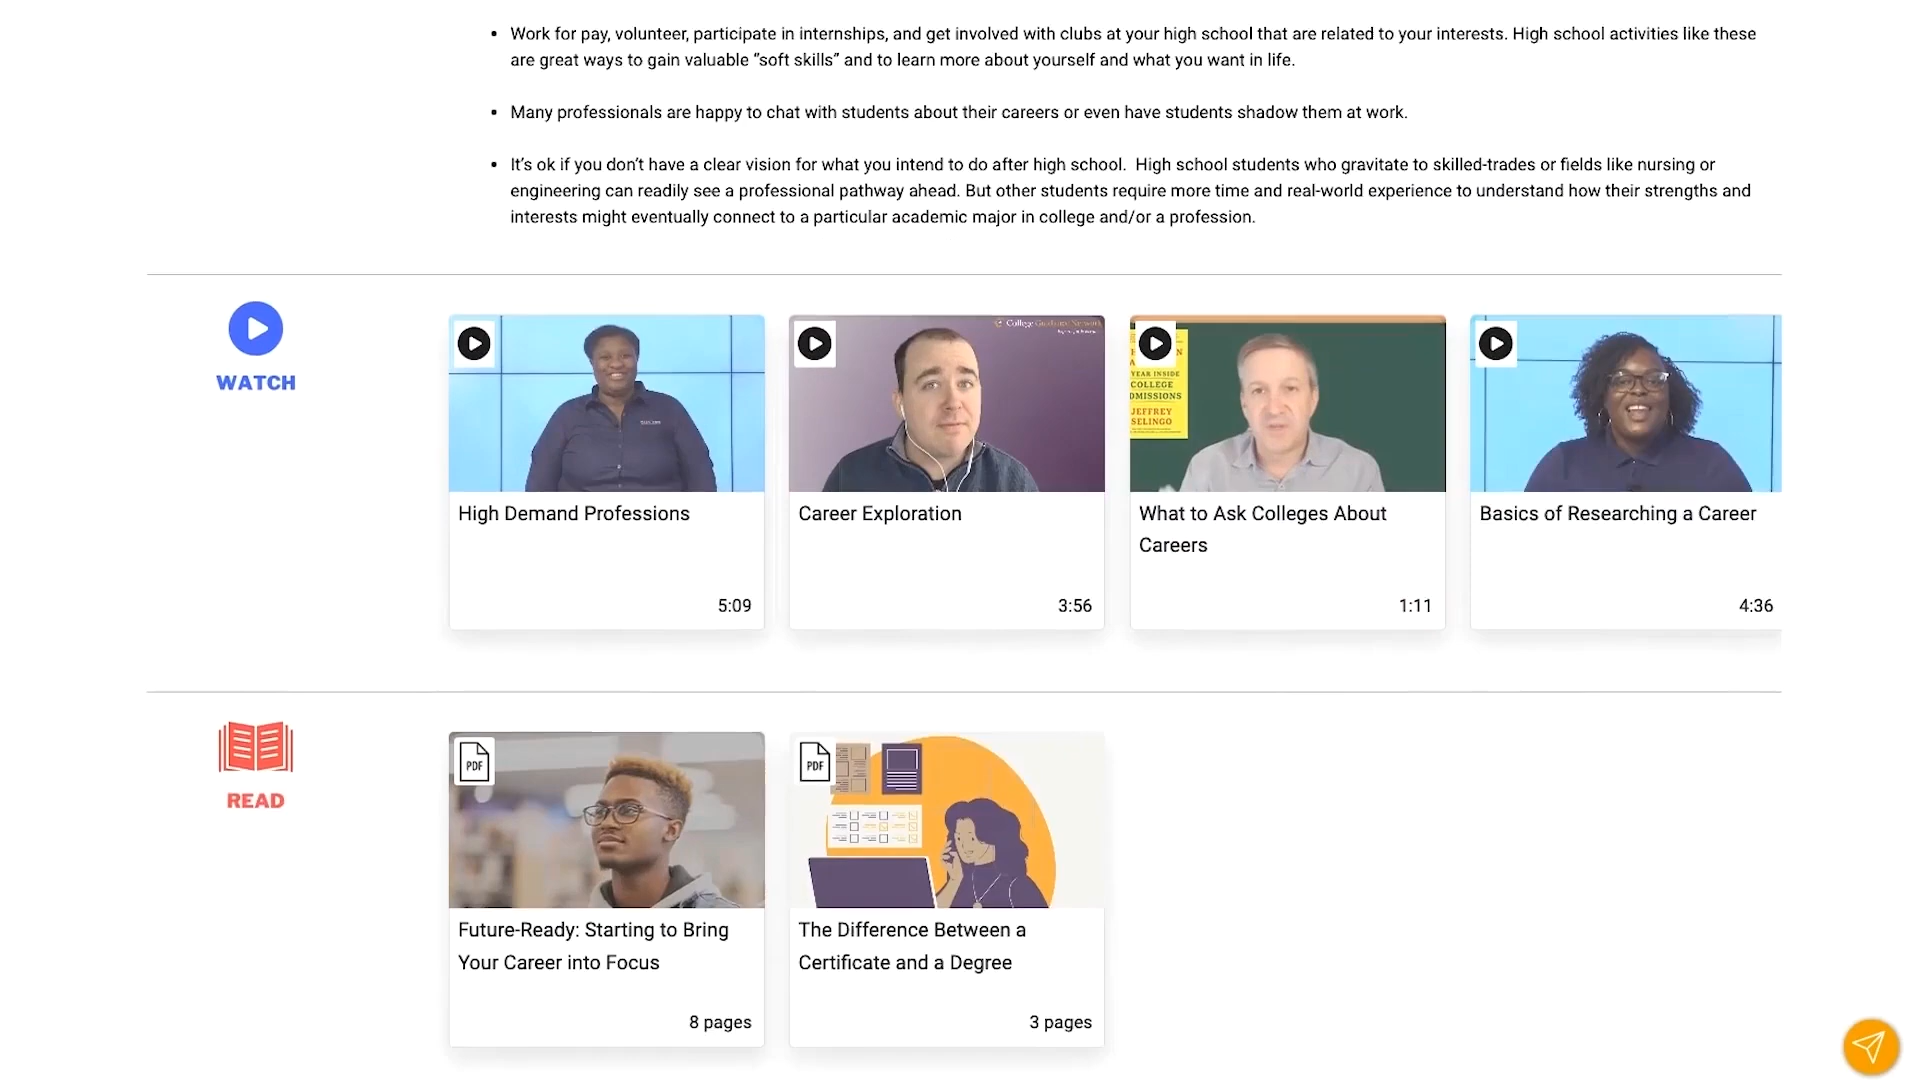 Work for pay, volunteer, participate in internships, and get involved with clubs at your high school that are related to your interests. High school activities like these
are great ways to gain valuable “soft skills” and to learn more about yourself and what you want in life.
Many professionals are happy to chat with students about their careers or even have students shadow them at work.
It’s ok if you don’t have a clear vision for what you intend to do after high school.  High school students who gravitate to skilled-trades or fields like nursing or
engineering can readily see a professional pathway ahead. But other students require more time and real-world experience to understand how their strengths and
interests might eventually connect to a particular academic major in college and/or a profession.
WATCH
College Graduate Network
YEAR INSIDE
COLLEGE
DMISSIONS
JEFFREY
SELINGO
High Demand Professions
Career Exploration
What to Ask Colleges About
Careers
Basics of Researching a Career
5:09
3:56
1:11
4:36
READ
PDF
PDF
Future-Ready: Starting to Bring
Your Career into Focus
The Difference Between a
Certificate and a Degree
8 pages
3 pages